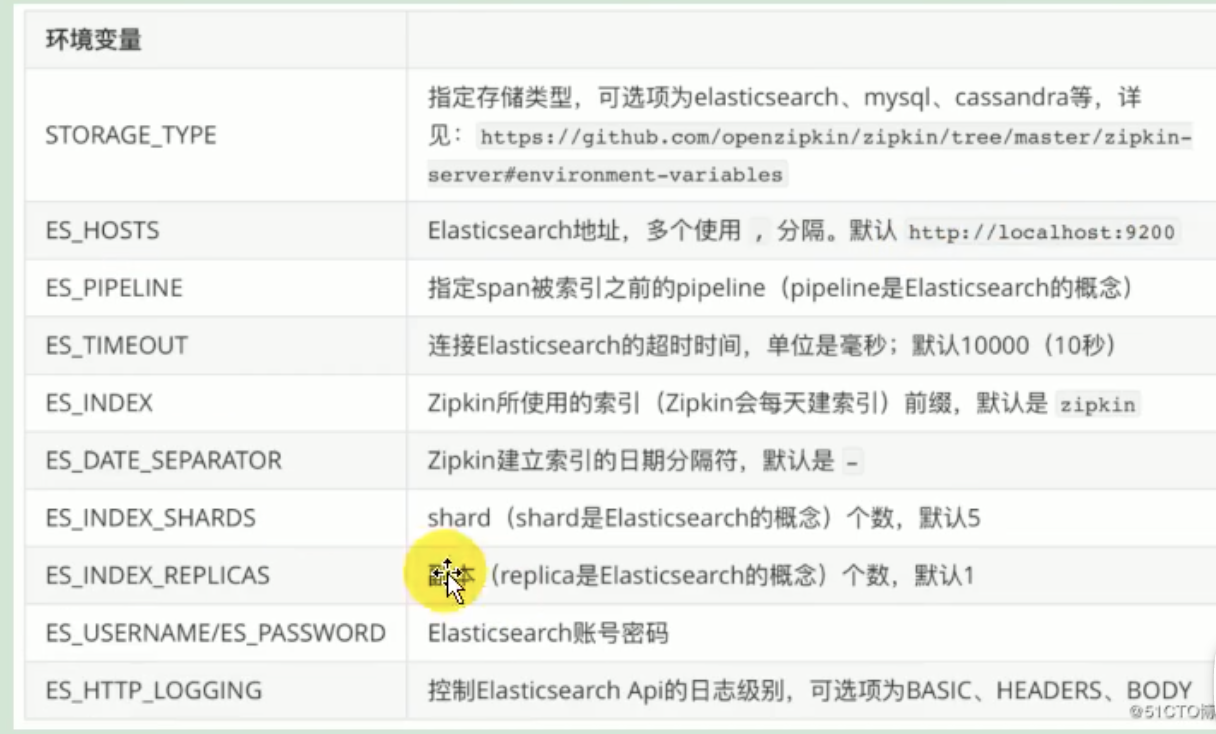 环境变量
STORAGE_TYPE
指定存储类型，可选项为elasticsearch、mysql、cassandra等，详
见：https://github.com/openzipkin/zipkin/tree/master/zipkin-
server#environment-variables
ES_HOSTS
Elasticsearch地址，多个使用 , 分隔。默认 http://localhost:9200
ES_PIPELINE
指定span被索引之前的pipeline（pipeline是Elasticsearch的概念）
ES_TIMEOUT
连接Elasticsearch的超时时间，单位是毫秒；默认10000（10秒）
ES_INDEX
Zipkin所使用的索引（Zipkin会每天建索引）前缀，默认是 zipkin
ES_DATE_SEPARATOR
Zipkin建立索引的日期分隔符，默认是 -
ES_INDEX_SHARDS
shard（shard是Elasticsearch的概念）个数，默认5
ES_INDEX_REPLICAS
副本（replica是Elasticsearch的概念）个数，默认1
ES_USERNAME/ES_PASSWORD
Elasticsearch账号密码
ES_HTTP_LOGGING
控制Elasticsearch Api的日志级别，可选项为BASIC、HEADERS、BODY
@51CTO博